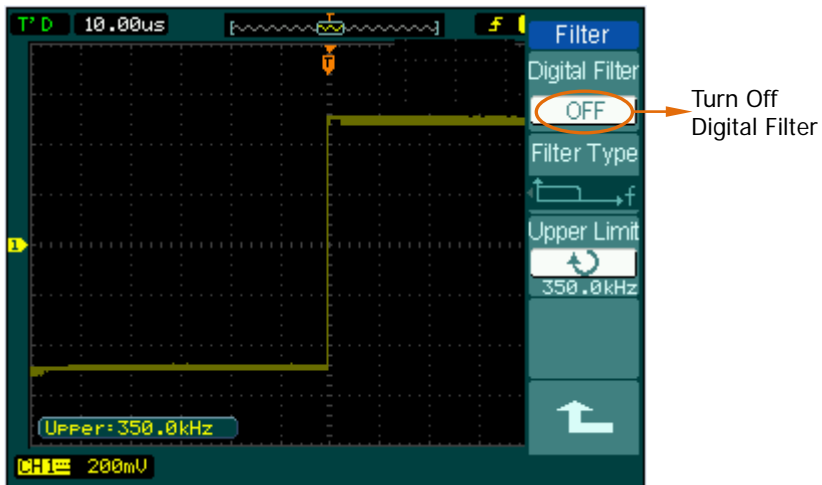 T'D 10.00us
T
T
1
Upper:350.0kHz
CH1 200mV
Filter
Digital Filter
OFF
Filter Type
f
Upper Limit
350.0kHz
Turn Off
Digital Filter